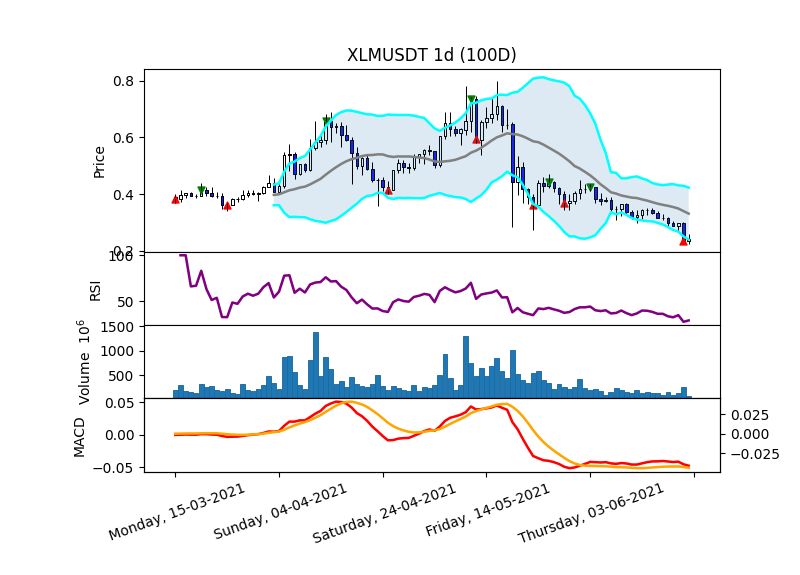 XLMUSDT 1d (100D)
Price
0.8
0.6
0.4
0.2
RSI
100
50
Volume 10^6
1500
1000
500
MACD
0.05
0.00
−0.05
0.025
0.000
−0.025
Monday, 15-03-2021
Sunday, 04-04-2021
Saturday, 24-04-2021
Friday, 14-05-2021
Thursday, 03-06-2021